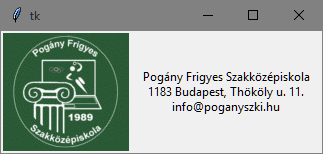 tk
Pogány Frigyes
1989
Szakközépiskola
Pogány Frigyes Szakközépiskola
1183 Budapest, Thököly u. 11.
info@poganyszki.hu